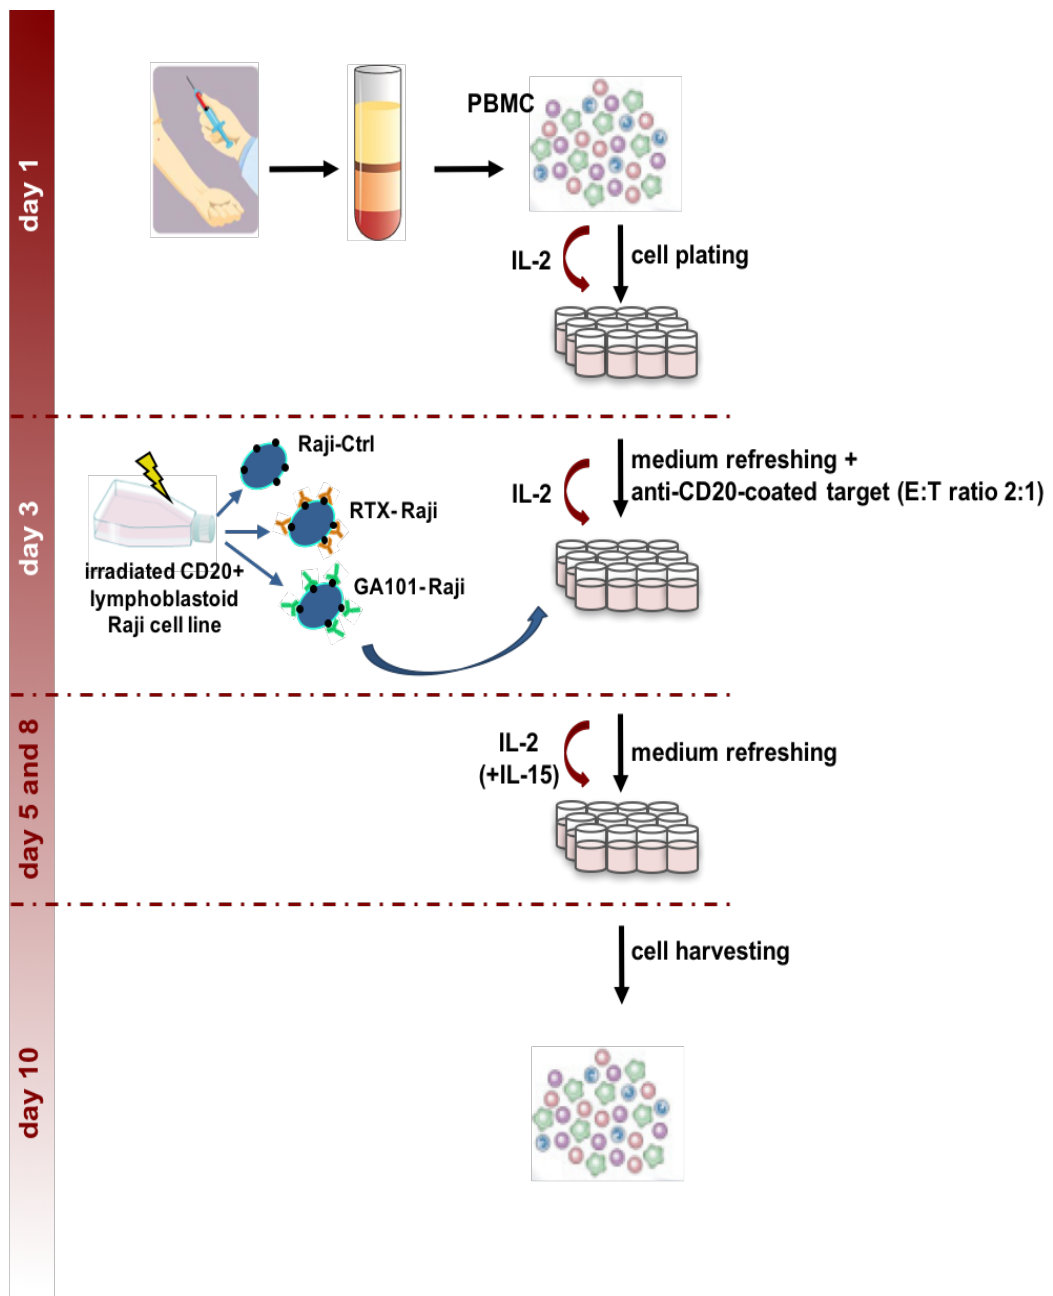 day 1
PBMC
IL-2
cell plating
day 3
Raji-Ctrl
RTX- Raji
GA101- Raji
irradiated CD20+
lymphoblastoid
Raji cell line
IL-2
medium refreshing +
anti-CD20-coated target (E:T ratio 2:1)
day 5 and 8
IL-2
(+IL-15)
medium refreshing
day 10
cell harvesting